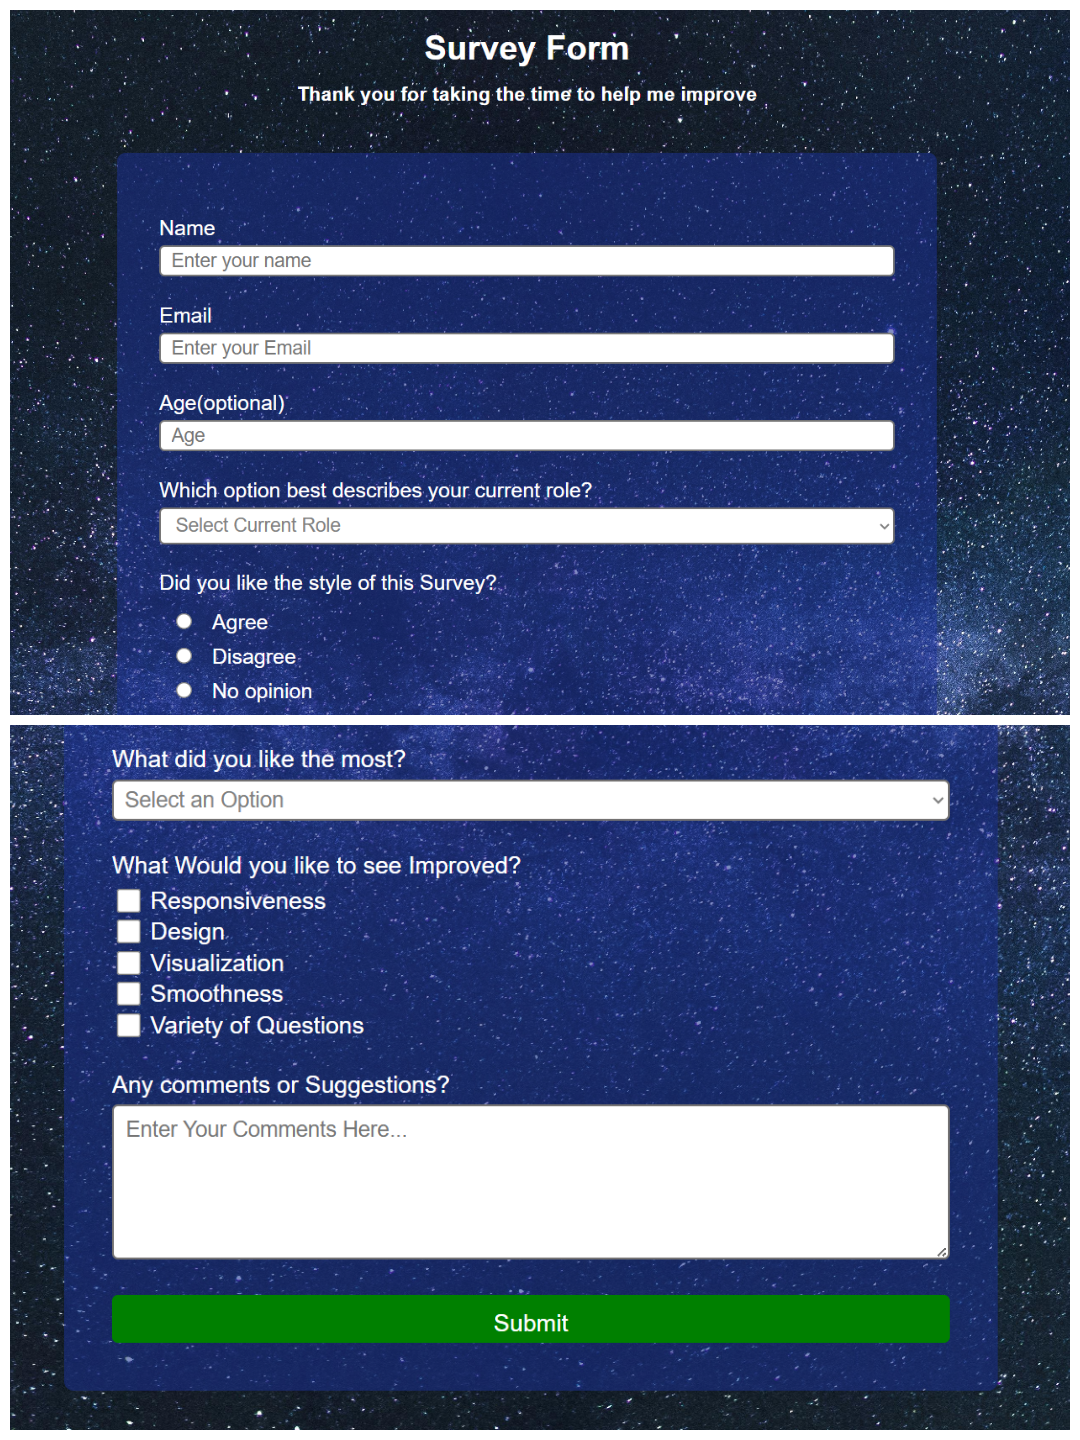 Survey Form
Thank you for taking the time to help me improve
Name
Enter your name
Email
Enter your Email
Age(optional)
Age
Which option best describes your current role?
Select Current Role
Did you like the style of this Survey?
Agree
Disagree
No opinion
What did you like the most?
Select an Option
What Would you like to see Improved?
Responsiveness
Design
Visualization
Smoothness
Variety of Questions
Any comments or Suggestions?
Enter Your Comments Here...
Submit